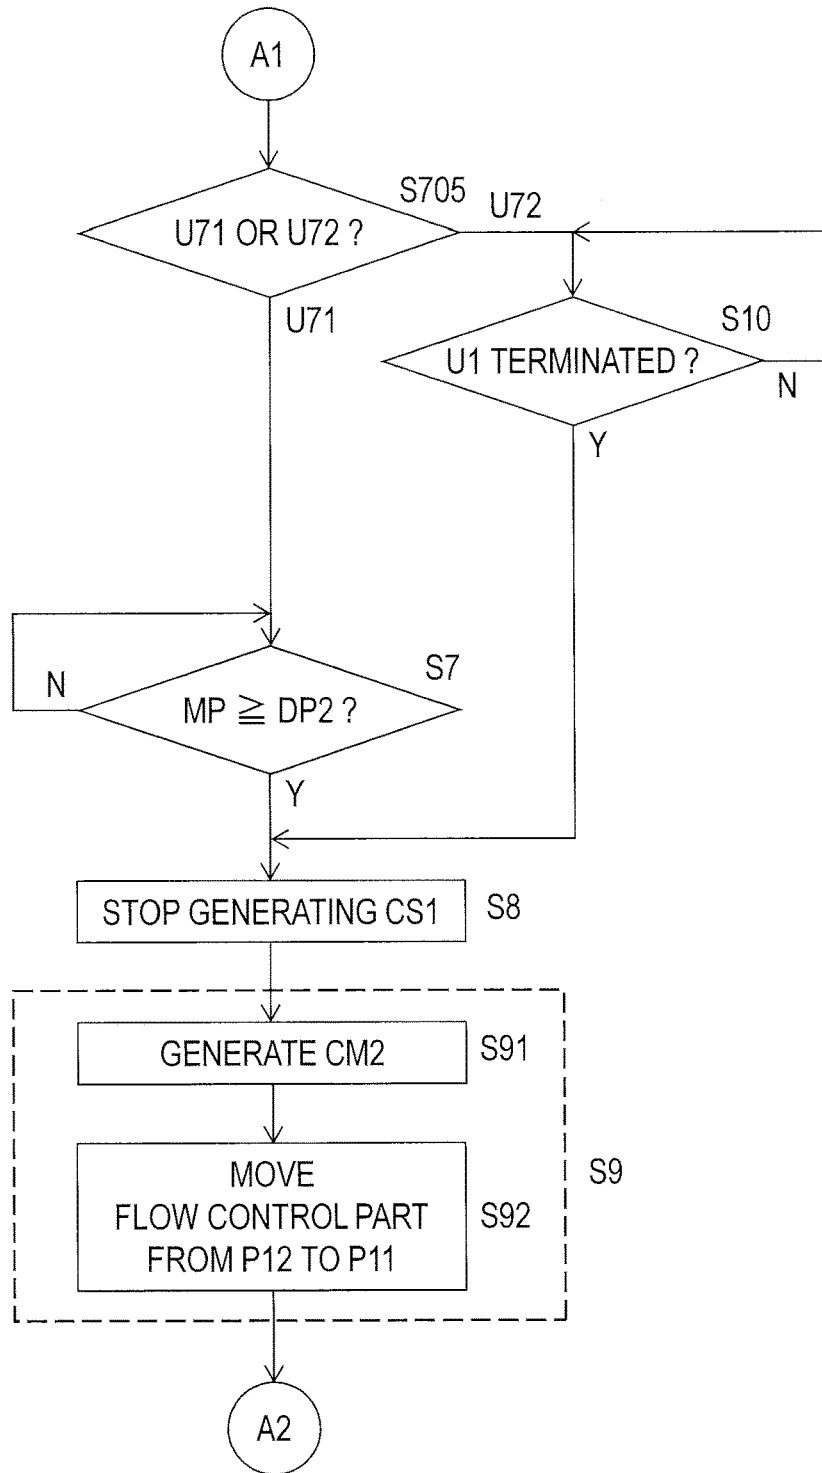 A1
S705
U71 OR U72 ?
U72
U71
S10
U1 TERMINATED ?
N
Y
S7
N
MP ≧ DP2 ?
Y
STOP GENERATING CS1
S8
GENERATE CM2
S91
MOVE
FLOW CONTROL PART
FROM P12 TO P11
S92
S9
A2